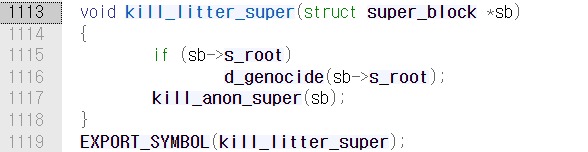 1113 void kill_litter_super(struct super_block *sb)
1114 {
1115 if (sb->s_root)
1116 d_genocide(sb->s_root);
1117 kill_anon_super(sb);
1118 }
1119 EXPORT_SYMBOL(kill_litter_super);